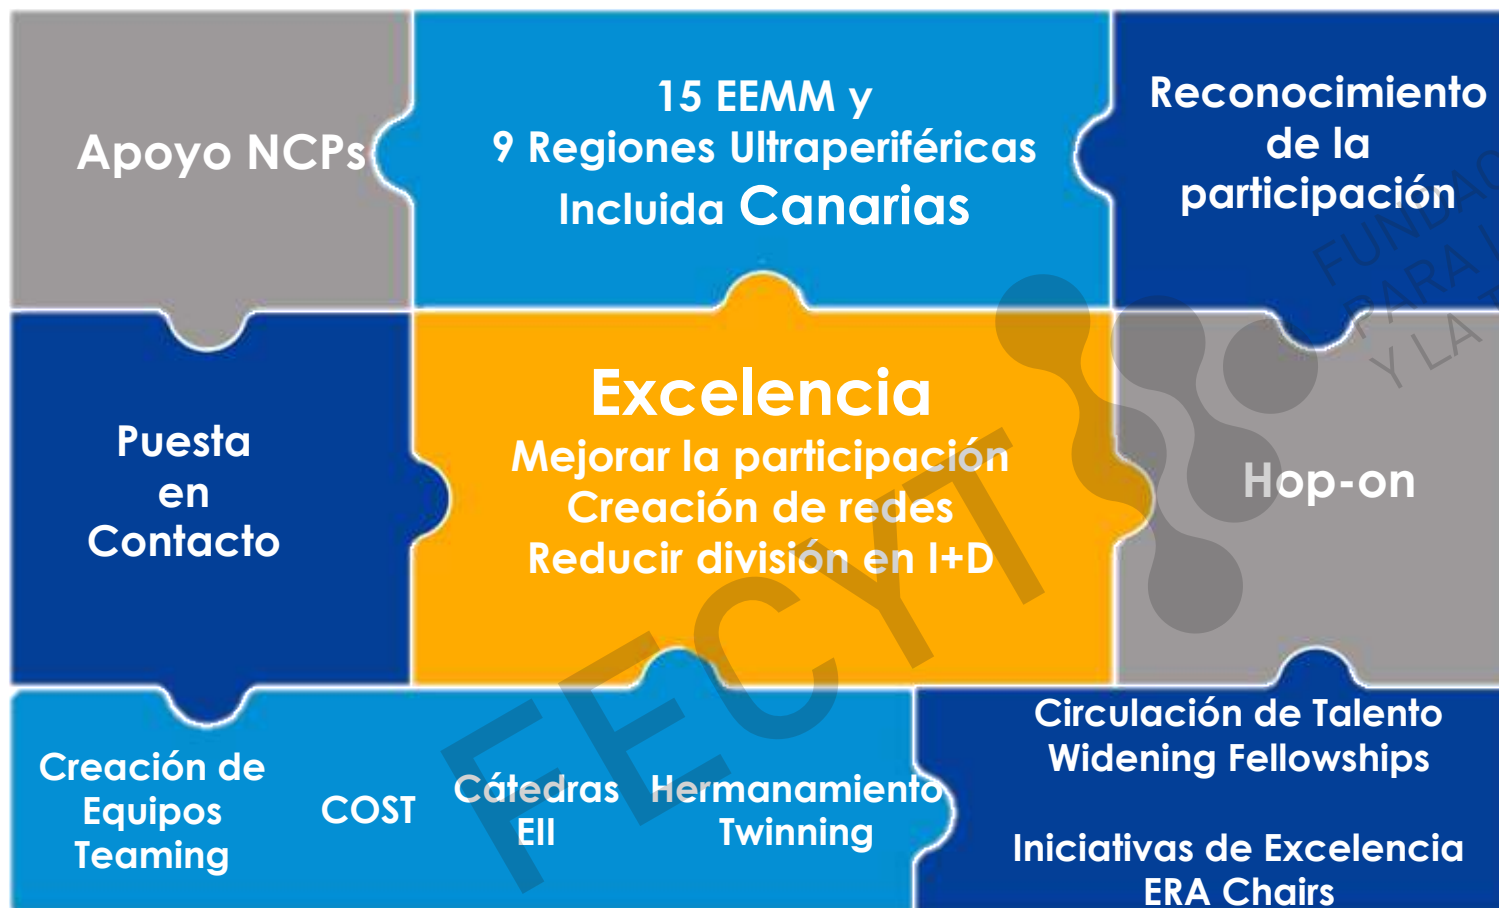 Apoyo NCPs
15 EEMM y
9 Regiones Ultraperiféricas
Incluida Canarias
Reconocimiento
de la
participación
Puesta
en
Contacto
Excelencia
Mejorar la participación
Creación de redes
Reducir división en I+D
Hop-on
Creación de
Equipos
Teaming
COST
Cátedras
EII
Hermanamiento
Twinning
Circulación de Talento
Widening Fellowships
Iniciativas de Excelencia
ERA Chairs
FECYT
PARA
Y LA